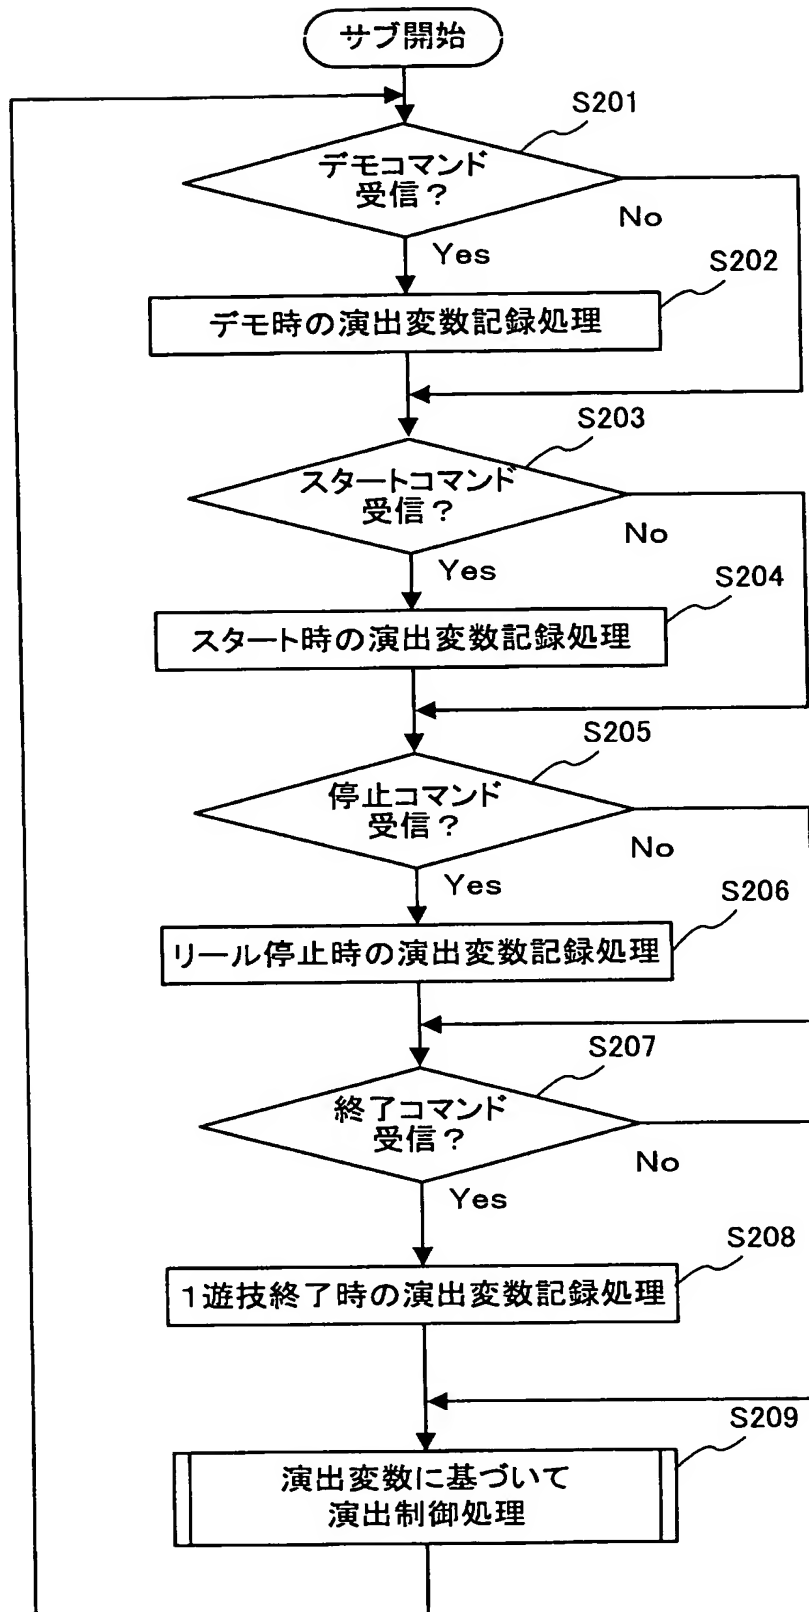 サブ開始
S201
デモコマンド
受信?
No
Yes
S202
デモ時の演出変数記録処理
S203
スタートコマンド
受信?
No
Yes
S204
スタート時の演出変数記録処理
S205
停止コマンド
受信?
No
Yes
S206
リール停止時の演出変数記録処理
S207
終了コマンド
受信?
No
Yes
S208
1遊技終了時の演出変数記録処理
S209
演出変数に基づいて
演出制御処理